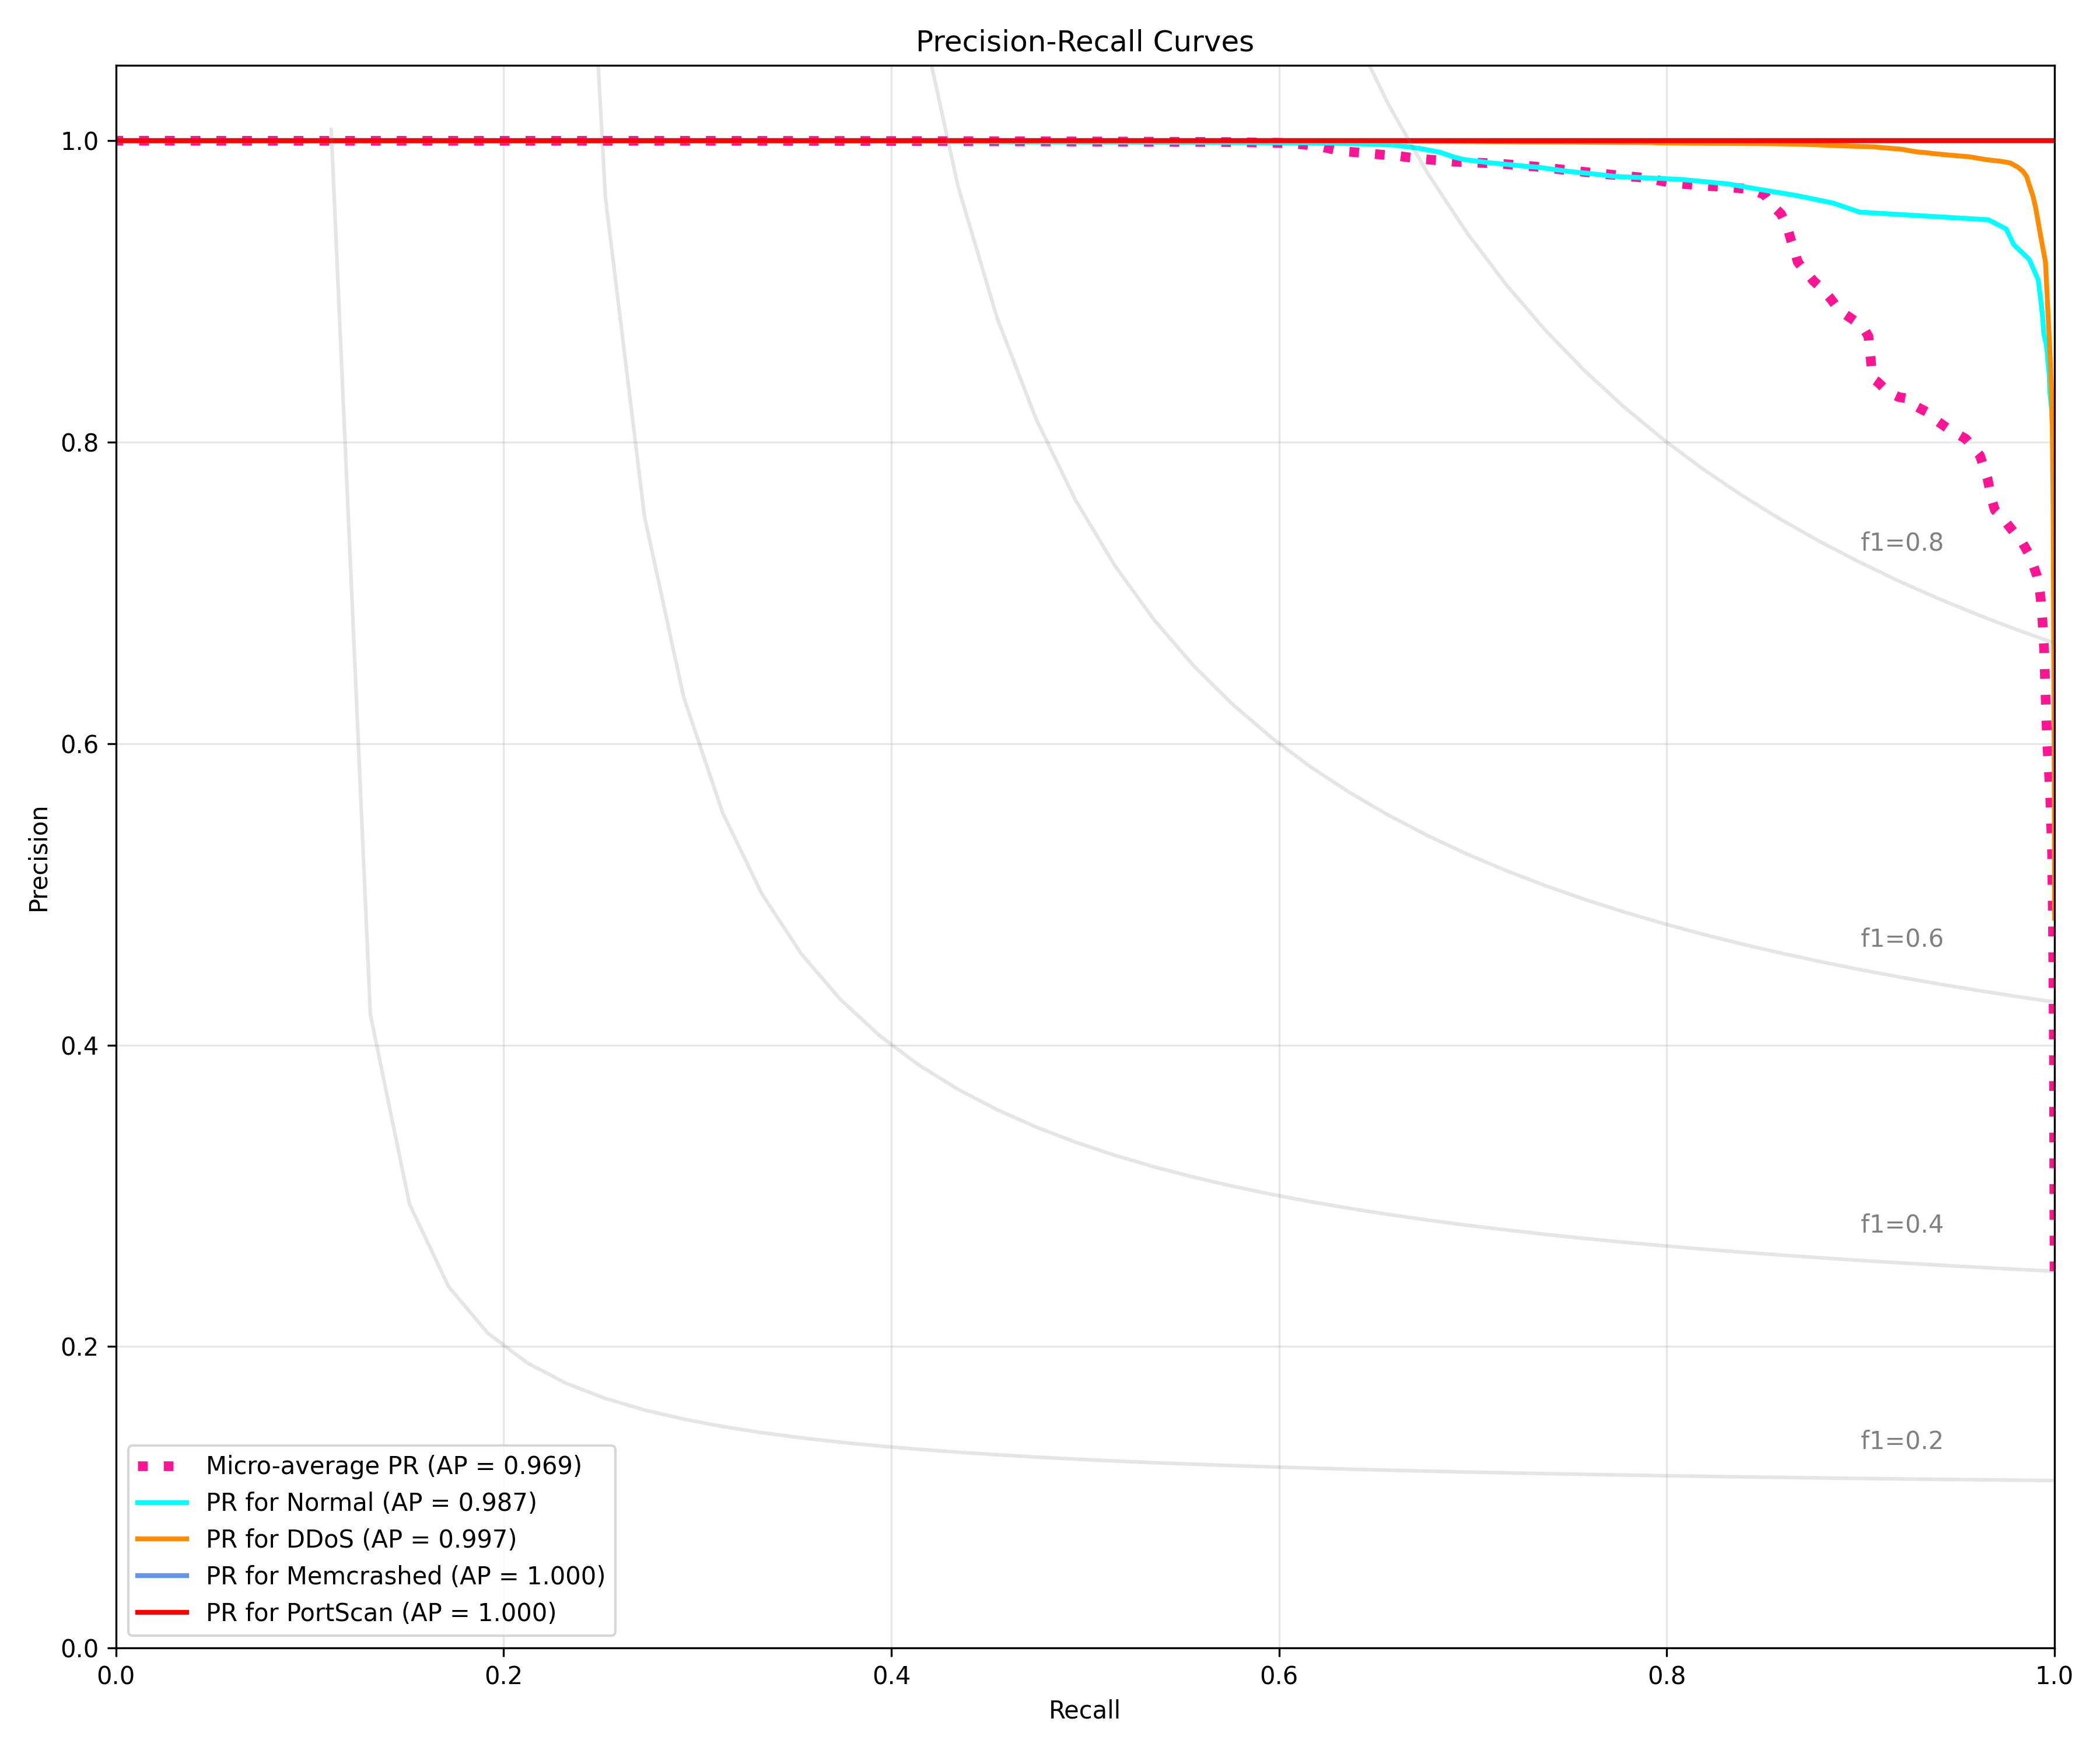 Precision-Recall Curves
1.0
0.8
0.6
0.4
0.2
0.0
Precision
f1=0.8
f1=0.6
f1=0.4
f1=0.2
Micro-average PR (AP = 0.969)
PR for Normal (AP = 0.987)
PR for DDoS (AP = 0.997)
PR for Memcrashed (AP = 1.000)
PR for PortScan (AP = 1.000)
0.0 0.2 0.4 0.6 0.8 1.0
Recall